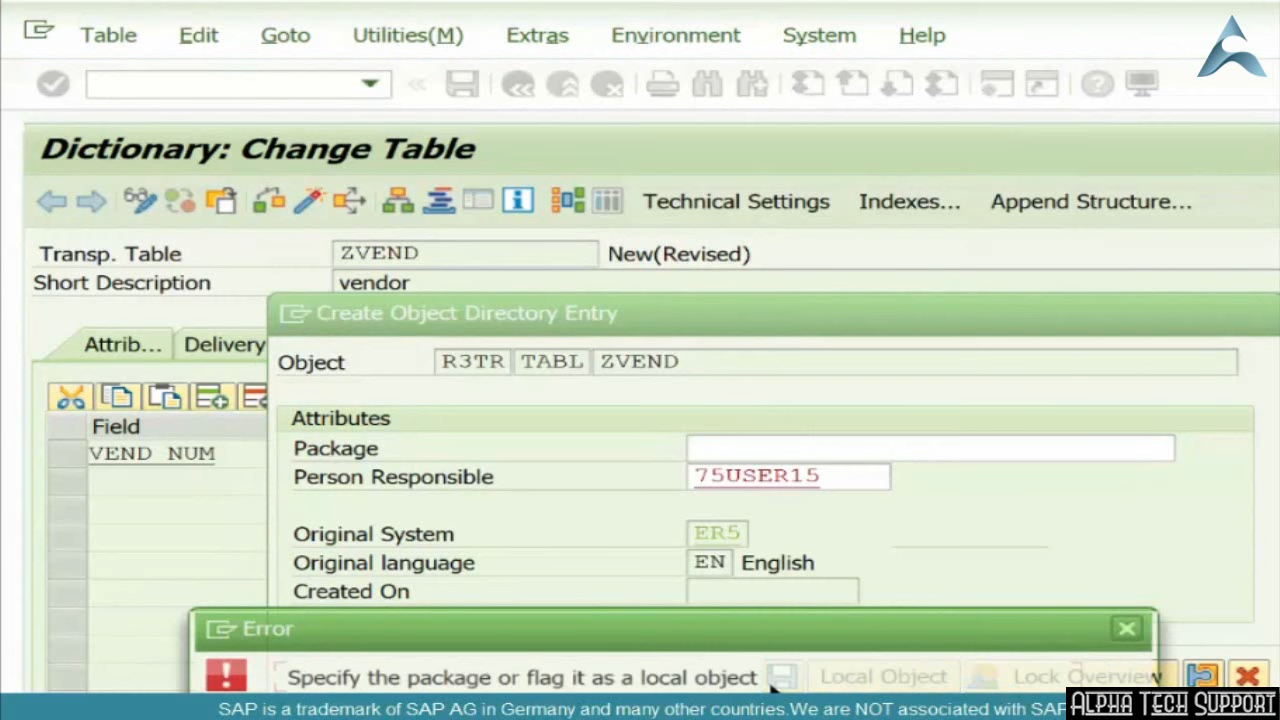 Table Edit Goto Utilities(M) Extras Environment System Help
Dictionary: Change Table
Technical Settings Indexes... Append Structure...
Transp. Table ZVEND New(Revised)
Short Description vendor
Create Object Directory Entry
Attrib... Delivery
Object R3TR TABL ZVEND
Attributes
Field
Package
VEND NUM
Person Responsible 75USER15
Original System ER5
Original language EN English
Created On
Error
Specify the package or flag it as a local object Local Object Lock Overview
SAP is a trademark of SAP AG in Germany and many other countries.We are NOT associated with SAP
ALPHA TECH SUPPORT